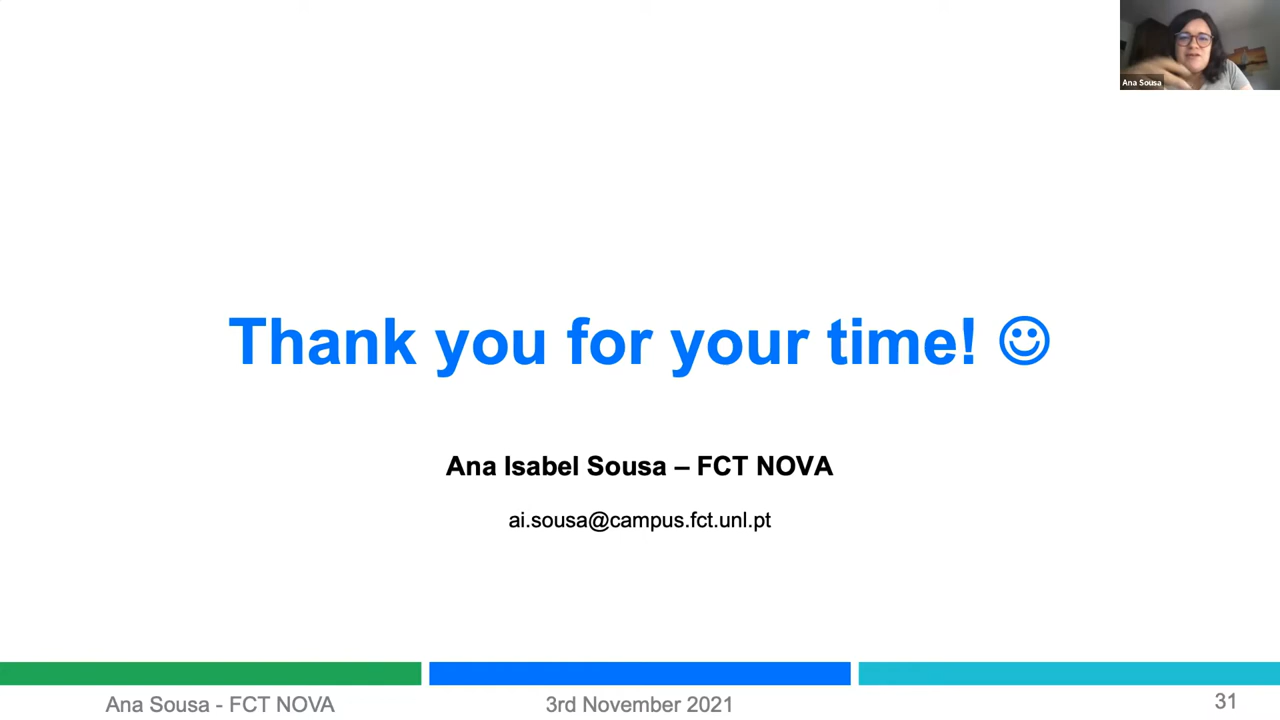 Ana Sousa
Thank you for your time! ☺
Ana Isabel Sousa – FCT NOVA
ai.sousa@campus.fct.unl.pt
Ana Sousa - FCT NOVA
3rd November 2021
31